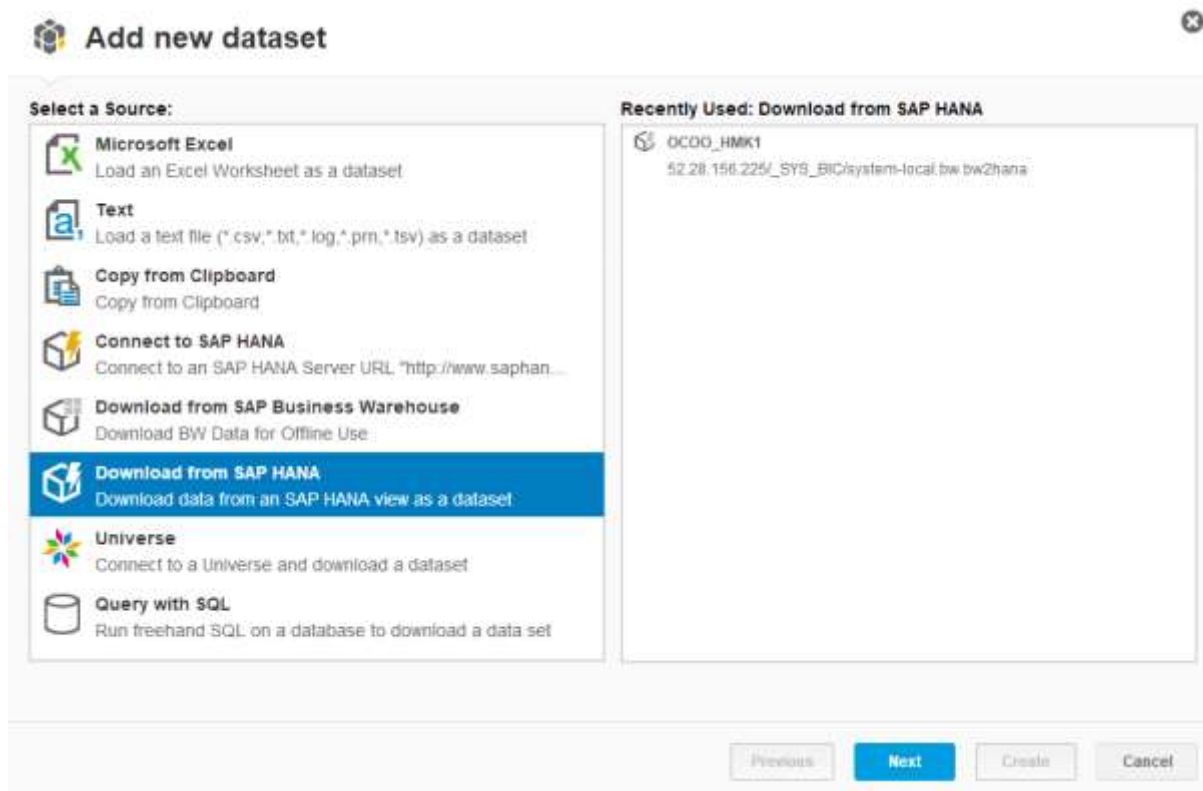 Add new dataset
Select a Source:
Microsoft Excel
Load an Excel Worksheet as a dataset
Text
Load a text file (*.csv,*.txt,*.log,*.prn,*.tsv) as a dataset
Copy from Clipboard
Copy from Clipboard
Connect to SAP HANA
Connect to an SAP HANA Server URL "http://www.saphan...
Download from SAP Business Warehouse
Download BW Data for Offline Use
Download from SAP HANA
Download data from an SAP HANA view as a dataset
Universe
Connect to a Universe and download a dataset
Query with SQL
Run freehand SQL on a database to download a data set
Recently Used: Download from SAP HANA
OCOO_HMK1
52.28.156.225/_SYS_BIC/system-local.bw.bw2hana
Previous
Next
Create
Cancel